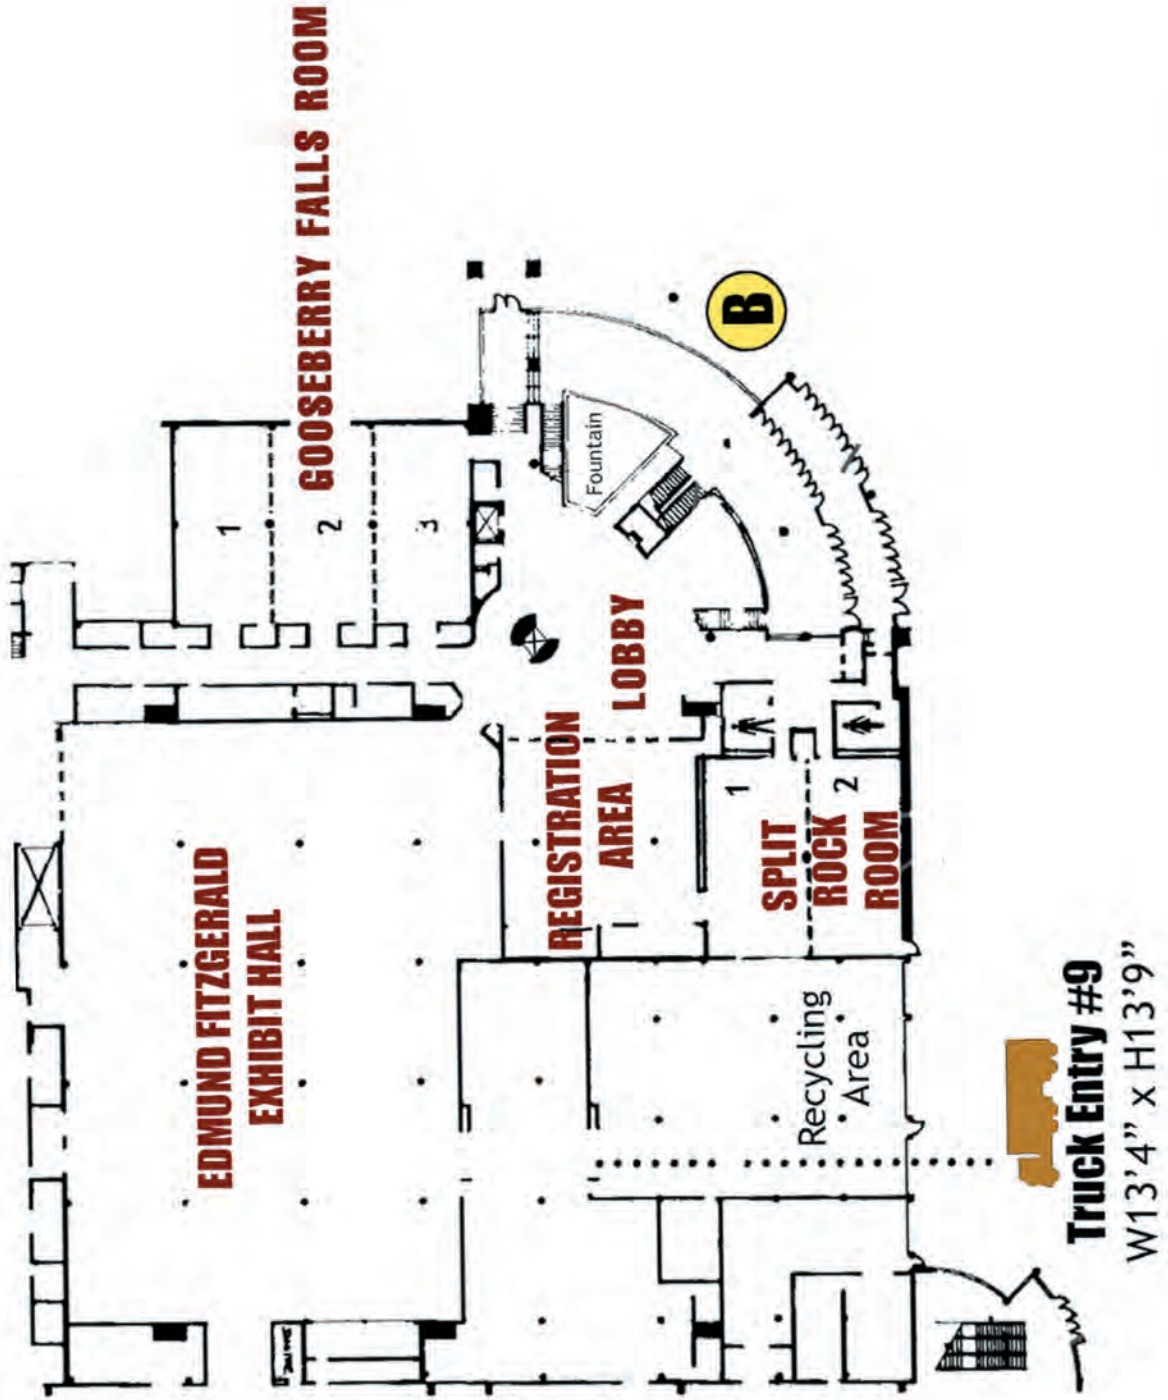 GOOSEBERRY FALLS ROOM
1
2
3
EDMUND FITZGERALD
EXHIBIT HALL
Fountain
B
REGISTRATION
AREA
LOBBY
1
2
SPLIT
ROCK
ROOM
Recycling
Area
Truck Entry #9
W13'4" x H13'9"